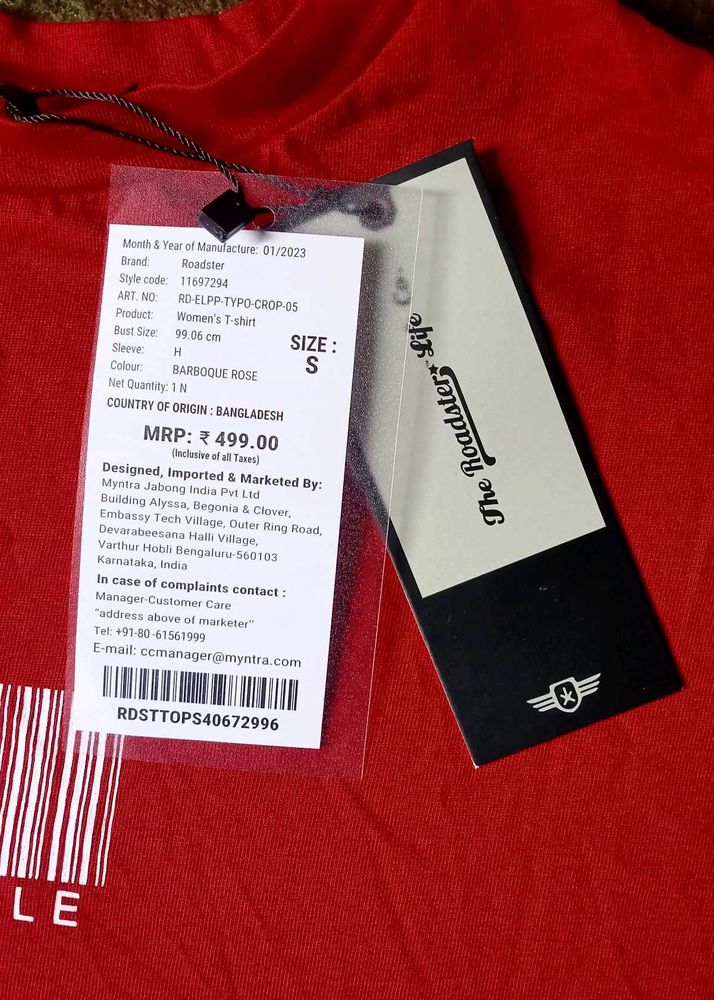 Month & Year of Manufacture: 01/2023
Brand: Roadster
Style code: 11697294
ART. NO: RD-ELPP-TYPO-CROP-05
Product: Women's T-shirt
Bust Size: 99.06 cm
Sleeve: H
Colour: BARBOQUE ROSE
Net Quantity: 1 N
SIZE :
S
COUNTRY OF ORIGIN : BANGLADESH
MRP: ₹ 499.00
(Inclusive of all Taxes)
Designed, Imported & Marketed By:
Myntra Jabong India Pvt Ltd
Building Alyssa, Begonia & Clover,
Embassy Tech Village, Outer Ring Road,
Devarabeesana Halli Village,
Varthur Hobli Bengaluru-560103
Karnataka, India
In case of complaints contact :
Manager-Customer Care
"address above of marketer"
Tel: +91-80 -61561999
E-mail: ccmanager@myntra.com
RDSTTOPS40672996
The Roadster™ Life
LE